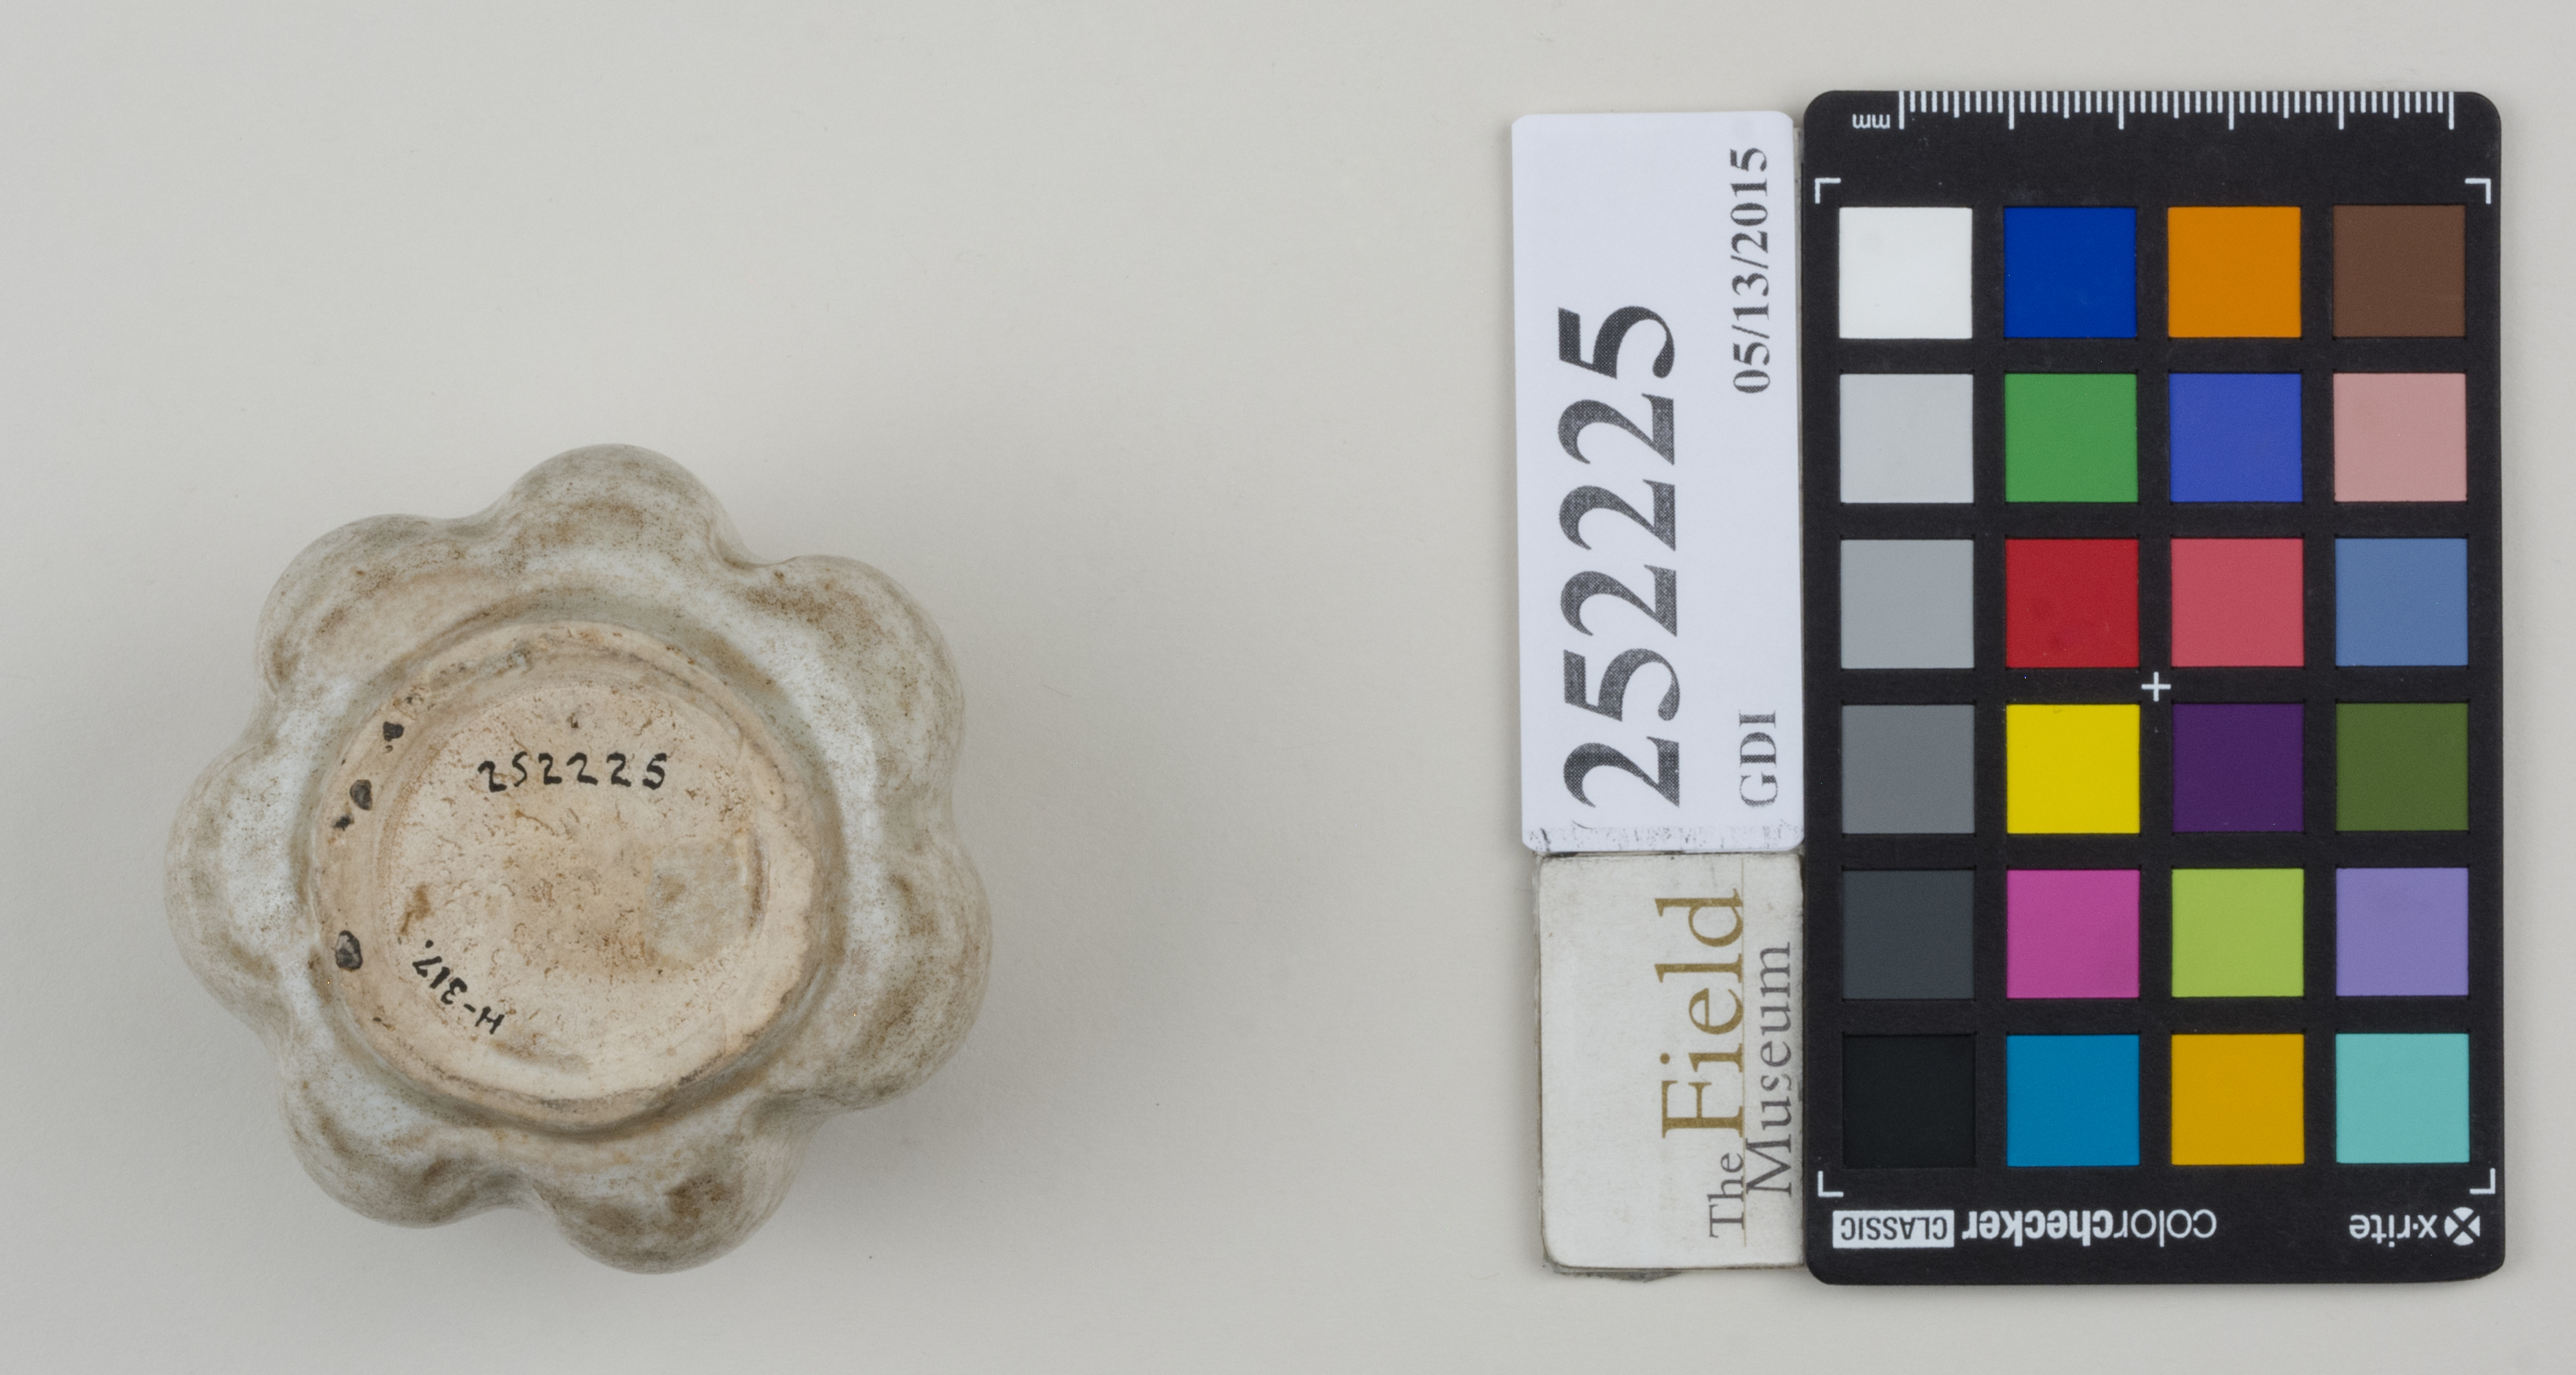 252225
H-317.
252225
GDI 05/13/2015
The Field
Museum
mm
colorchecker CLASSIC
x-rite